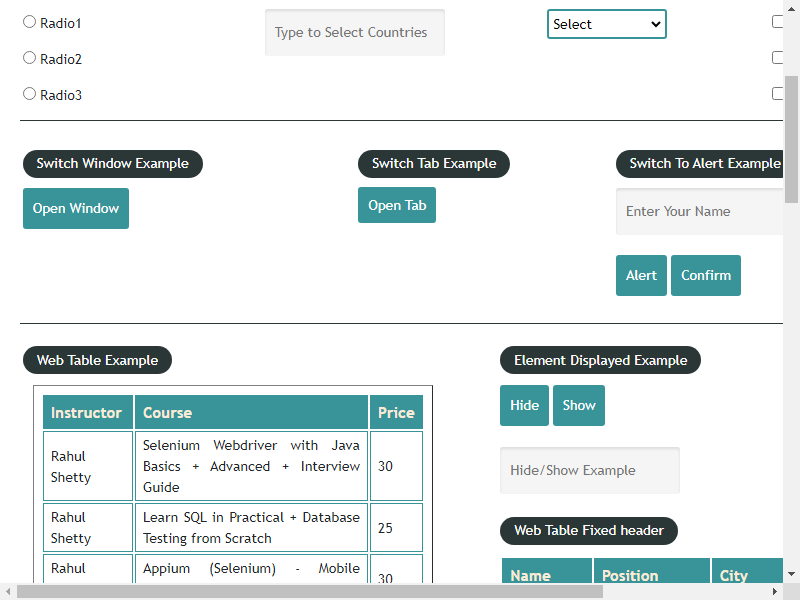 Radio1
Type to Select Countries
Select
Radio2
Radio3
Switch Window Example
Switch Tab Example
Switch To Alert Example
Open Window
Open Tab
Enter Your Name
Alert
Confirm
Web Table Example
Element Displayed Example
Instructor Course Price
Hide
Show
Rahul Shetty
Selenium Webdriver with Java
Basics + Advanced + Interview
Guide
30
Hide/Show Example
Rahul Shetty
Learn SQL in Practical + Database
Testing from Scratch
25
Web Table Fixed header
Rahul
Appium (Selenium) - Mobile
30
Name Position City